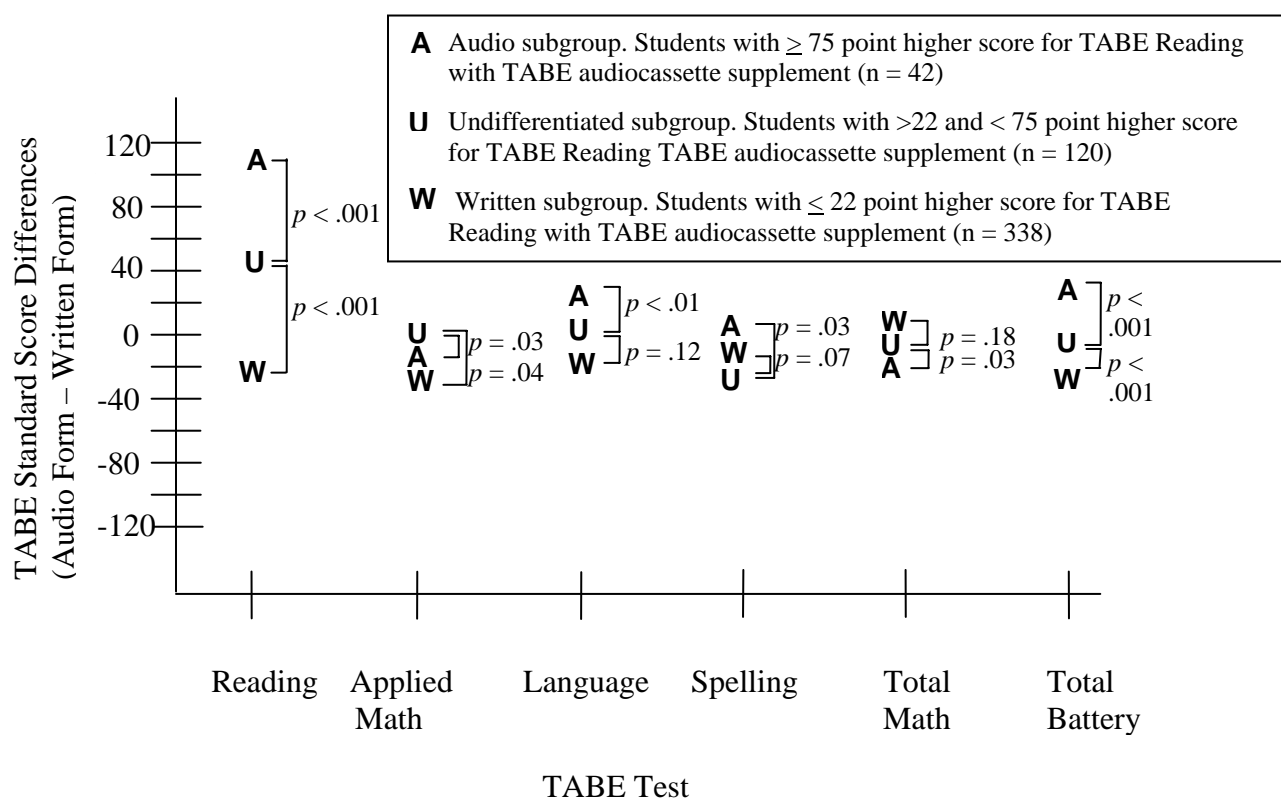 A Audio subgroup. Students with ≥ 75 point higher score for TABE Reading
with TABE audiocassette supplement (n = 42)
U Undifferentiated subgroup. Students with >22 and < 75 point higher score
for TABE Reading TABE audiocassette supplement (n = 120)
W Written subgroup. Students with ≤ 22 point higher score for TABE
Reading with TABE audiocassette supplement (n = 338)
TABE Standard Score Differences
(Audio Form – Written Form)
120
80
40
0
-40
-80
-120
A
p < .001
U
p < .001
W
U
A
W
p = .03
p = .04
A
p < .01
U
p = .12
W
A
p = .03
W
p = .07
U
W
p = .18
U
p = .03
A
A
p <
.001
U
p <
.001
W
Reading
Applied
Math
Language
Spelling
Total
Math
Total
Battery
TABE Test